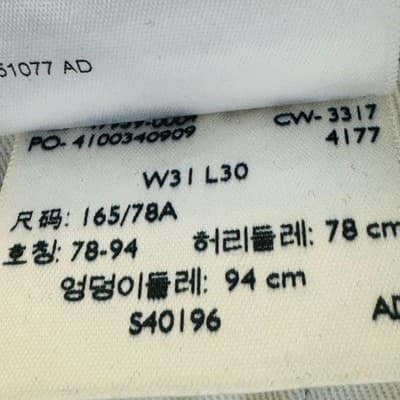 51077 AD
PO- 4100340909
CW- 3317
4177
W31 L30
尺码: 165/78A
호칭: 78-94
허리둘레: 78 cm
엉덩이둘레: 94 cm
S40196
AD